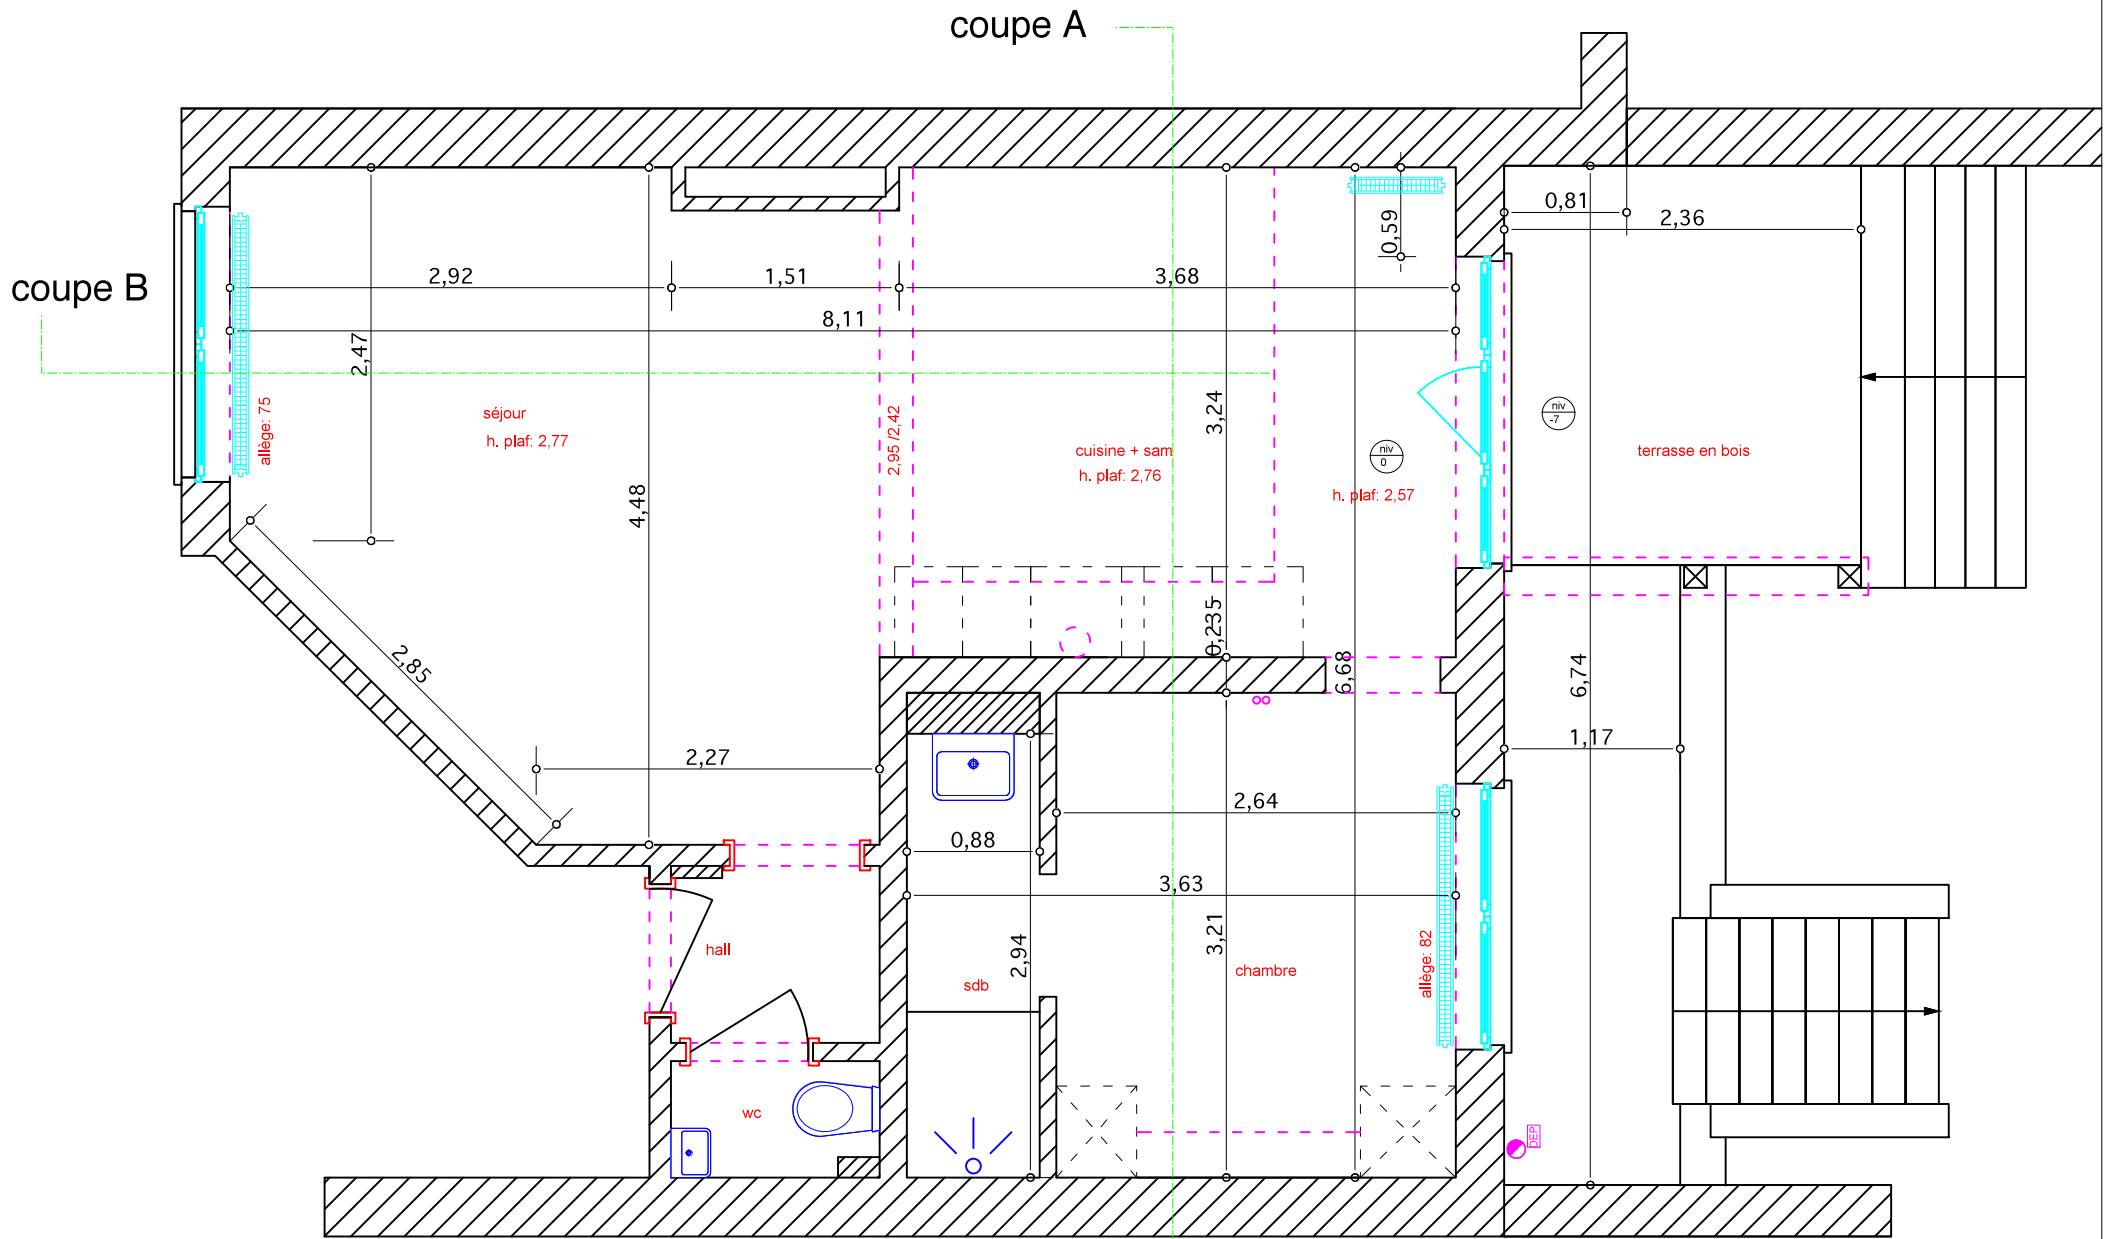 coupe A
0,81
2,36
0,59
2,92
1,51
3,68
coupe B
8,11
2,47
3,24
allège: 75
séjour
h. plaf: 2,77
2,95 /2,42
cuisine + sam
h. plaf: 2,76
niv
0
niv
-7
terrasse en bois
h. plaf: 2,57
4,48
0,235
2,85
6,68
6,74
2,27
1,17
2,64
0,88
3,63
3,21
2,94
hall
sdb
chambre
allège: 82
wc
DEP